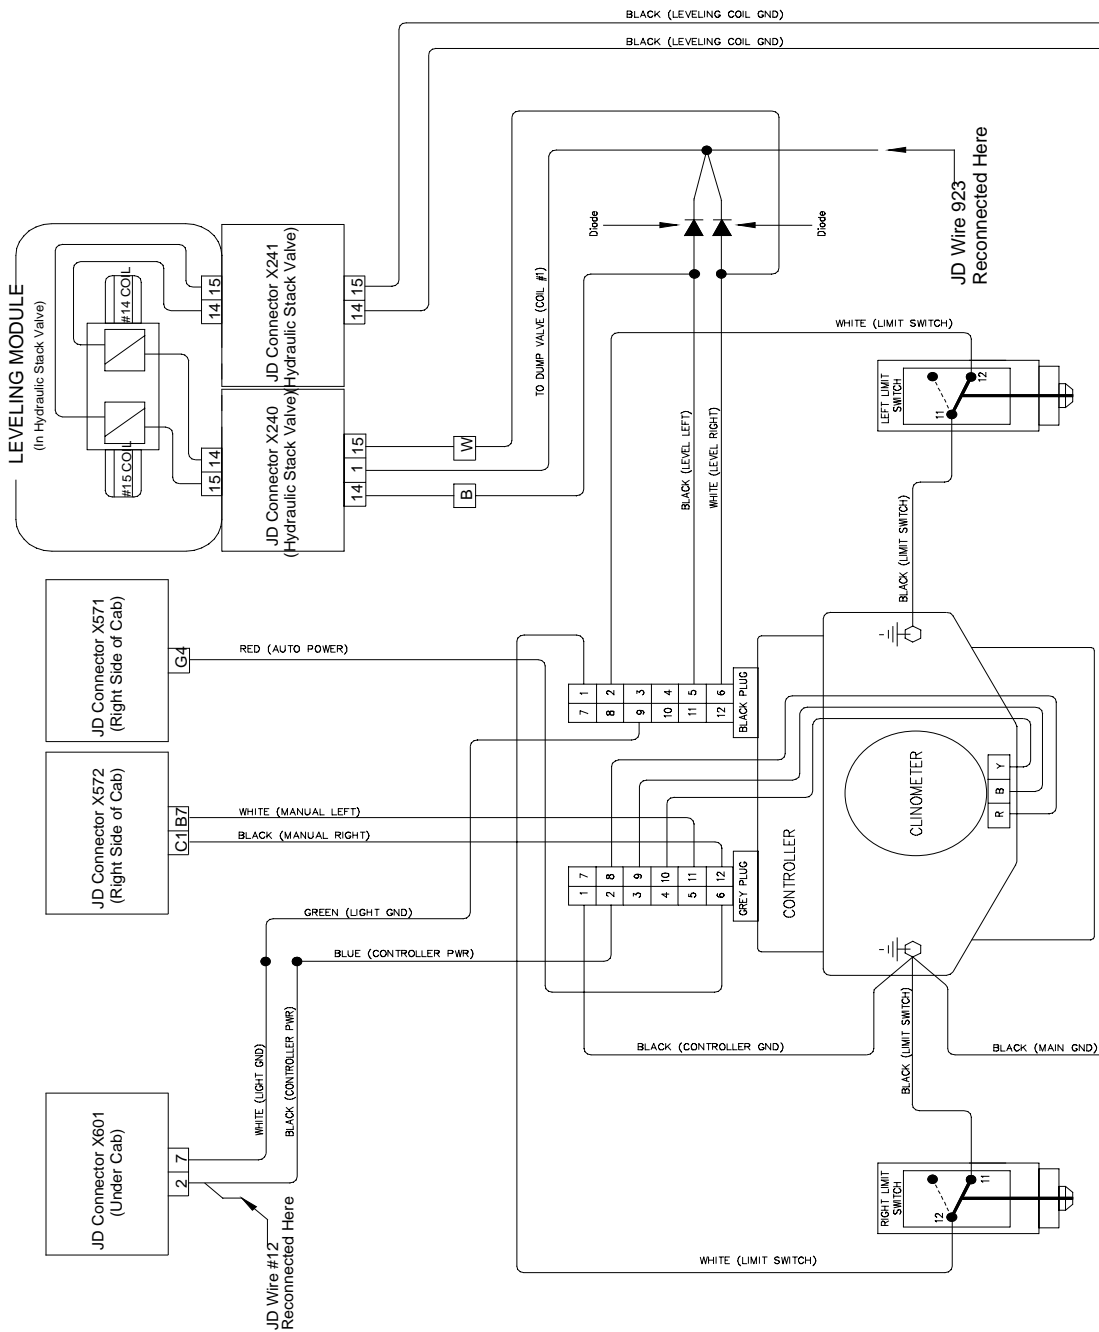 BLACK (LEVELING COIL GND)
BLACK (LEVELING COIL GND)
LEVELING MODULE
(In Hydraulic Stack Valve)
#14 COIL
#15 COIL
14 15
15 14
JD Connector X241
(Hydraulic Stack Valve)
14 15
JD Connector X240
(Hydraulic Stack Valve)
14 1 15
B
W
TO DUMP VALVE (COIL #1)
Diode
Diode
JD Wire 923
Reconnected Here
WHITE (LIMIT SWITCH)
LEFT LIMIT
SWITCH
11
12
BLACK (LEVEL LEFT)
WHITE (LEVEL RIGHT)
BLACK (LIMIT SWITCH)
JD Connector X571
(Right Side of Cab)
G4
RED (AUTO POWER)
JD Connector X572
(Right Side of Cab)
C1 B7
WHITE (MANUAL LEFT)
BLACK (MANUAL RIGHT)
7 1
8 2
9 3
10 4
11 5
12 6
BLACK PLUG
1 7
2 8
3 9
4 10
5 11
6 12
GREY PLUG
CONTROLLER
CLINOMETER
R B Y
GREEN (LIGHT GND)
BLUE (CONTROLLER PWR)
WHITE (LIGHT GND)
BLACK (CONTROLLER PWR)
BLACK (CONTROLLER GND)
BLACK (LIMIT SWITCH)
BLACK (MAIN GND)
JD Connector X601
(Under Cab)
2 7
JD Wire #12
Reconnected Here
RIGHT LIMIT
SWITCH
12
11
WHITE (LIMIT SWITCH)